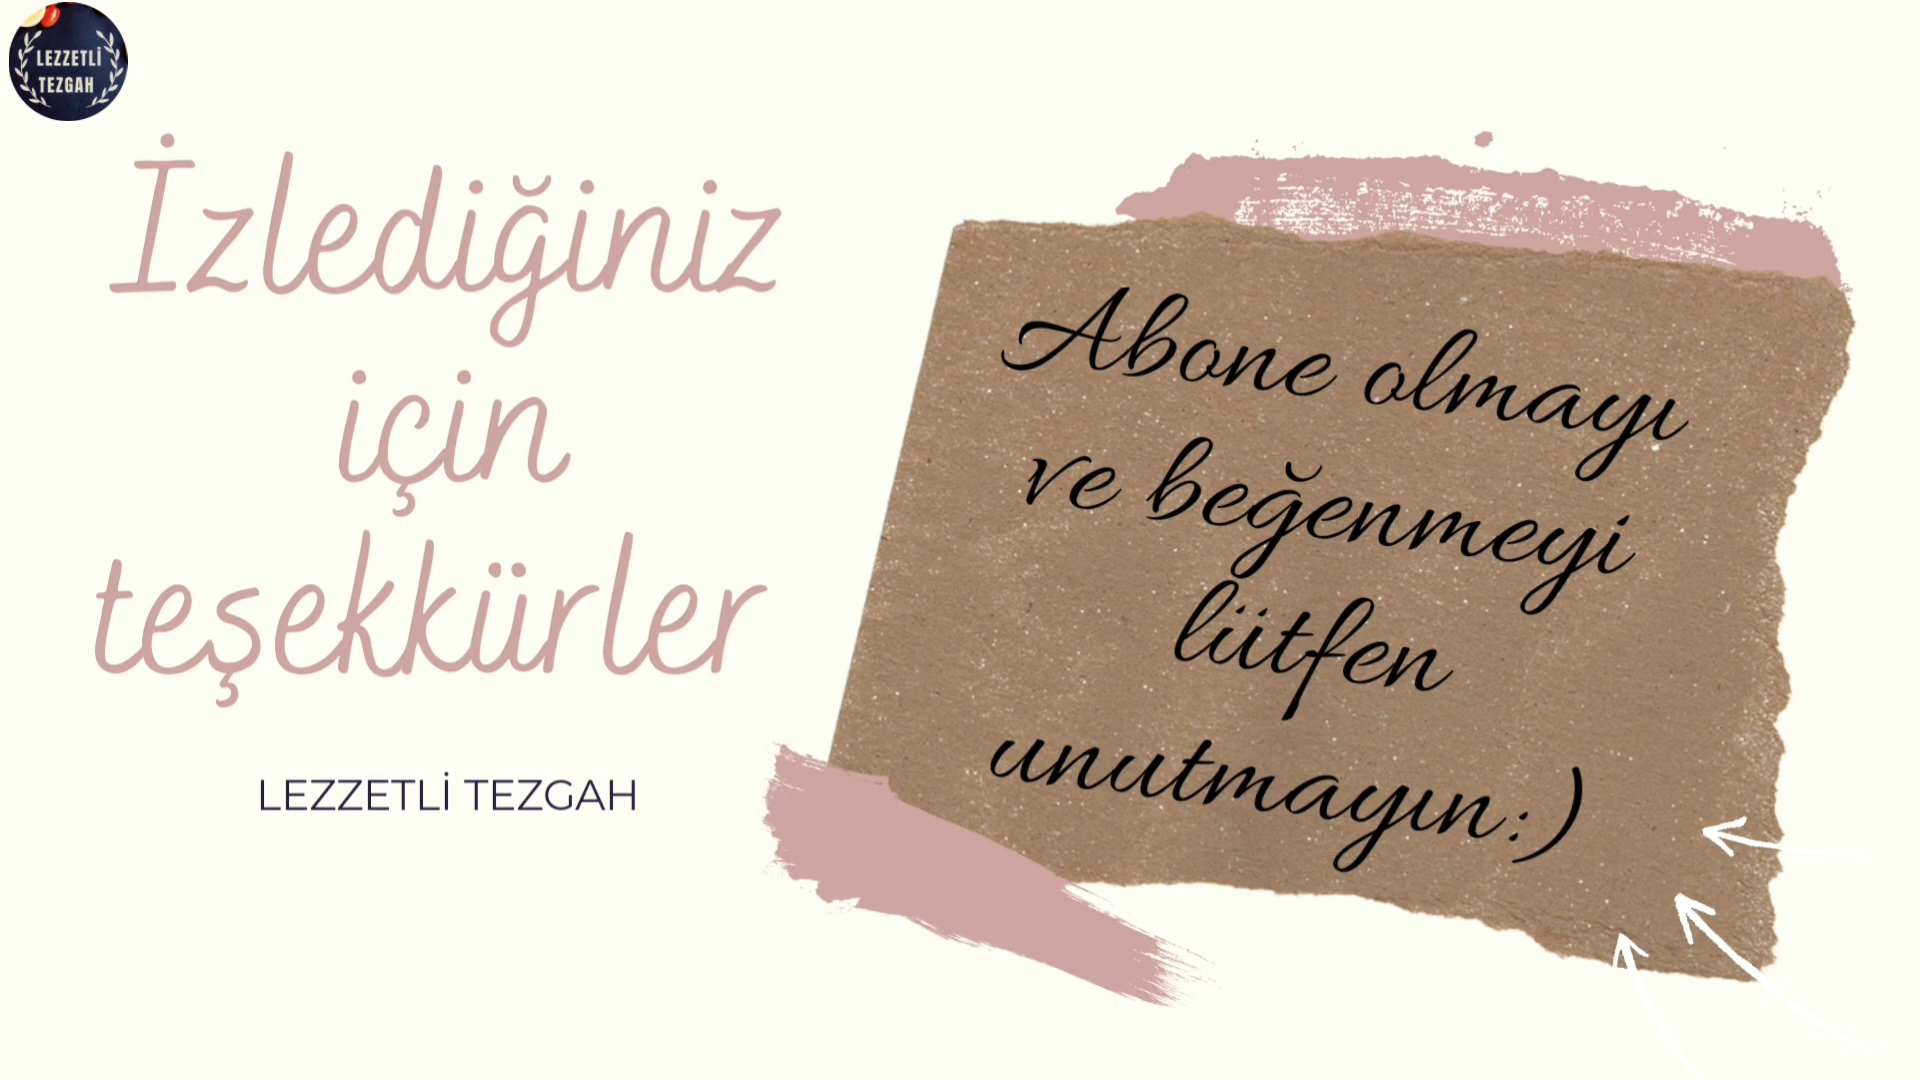 LEZZETLİ
TEZGAH
İzlediğiniz
için
teşekkürler
LEZZETLİ TEZGAH
Abone olmayı
ve beğenmeyi
lütfen
unutmayın:)